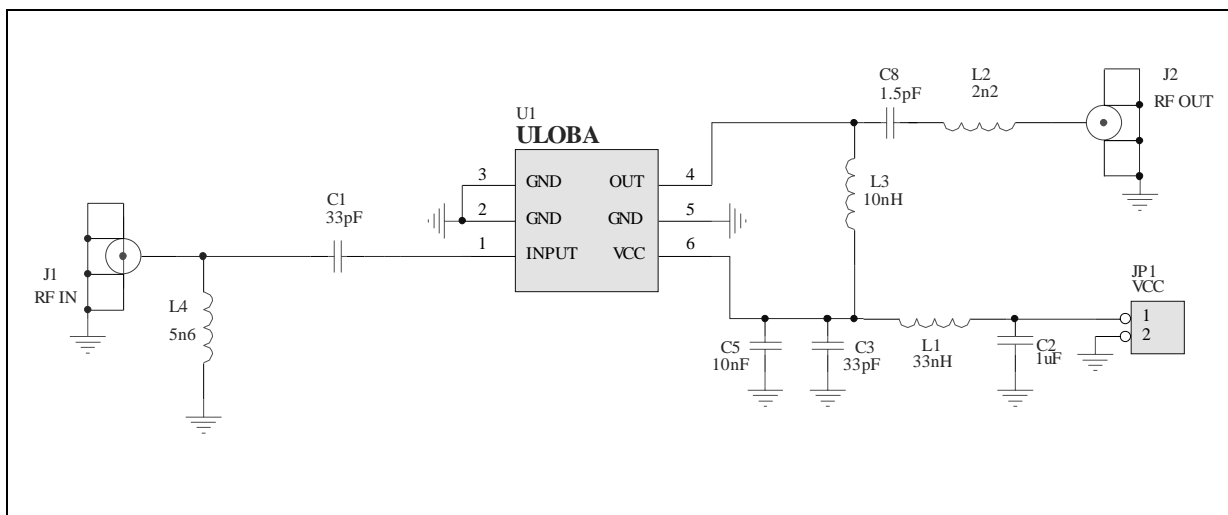 C8
1.5pF
L2
2n2
J2
RF OUT
U1
ULOBA
3
GND
OUT
4
2
GND
GND
5
1
INPUT
VCC
6
C1
33pF
L3
10nH
J1
RF IN
L4
5n6
JP1
VCC
1
2
C5
10nF
C3
33pF
L1
33nH
C2
1uF